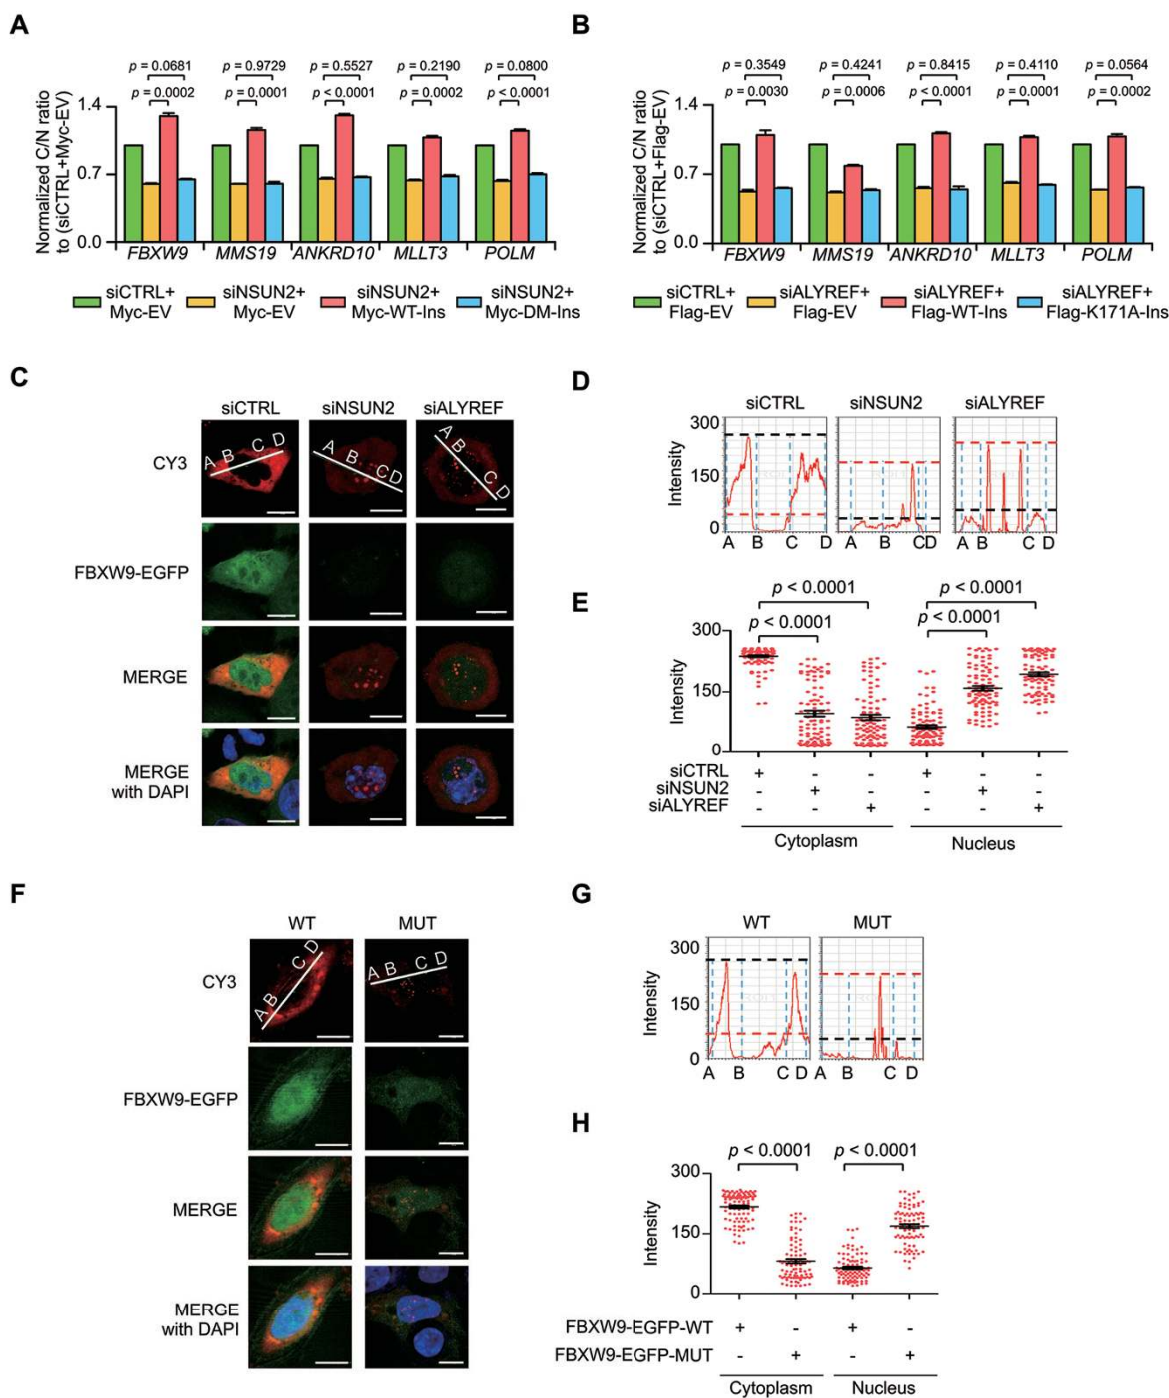 A
B
p = 0.0681 p = 0.9729 p = 0.5527 p = 0.2190 p = 0.0800
p = 0.0002 p = 0.0001 p < 0.0001 p = 0.0002 p < 0.0001
Normalized C/N ratio
to (siCTRL+Myc-EV)
1.4
0.7
0.0
FBXW9 MMS19 ANKRD10 MLLT3 POLM
siCTRL+ siNSUN2+ siNSUN2+ siNSUN2+
Myc-EV Myc-EV Myc-WT-Ins Myc-DM-Ins
p = 0.3549 p = 0.4241 p = 0.8415 p = 0.4110 p = 0.0564
p = 0.0030 p = 0.0006 p < 0.0001 p = 0.0001 p = 0.0002
Normalized C/N ratio
to (siCTRL+Flag-EV)
1.4
0.7
0.0
FBXW9 MMS19 ANKRD10 MLLT3 POLM
siCTRL+ siALYREF+ siALYREF+ siALYREF+
Flag-EV Flag-EV Flag-WT-Ins Flag-K171A-Ins
C
siCTRL siNSUN2 siALYREF
CY3
A B C D
A B C D
A B C D
FBXW9-EGFP
MERGE
MERGE
with DAPI
D
siCTRL siNSUN2 siALYREF
Intensity
300
150
0
A B C D A B C D A B C D
E
p < 0.0001
p < 0.0001
p < 0.0001
p < 0.0001
Intensity
300
150
0
siCTRL + - - + - -
siNSUN2 - + - - + -
siALYREF - - + - - +
Cytoplasm Nucleus
F
WT MUT
CY3
A B C D
A B C D
FBXW9-EGFP
MERGE
MERGE
with DAPI
G
WT MUT
Intensity
300
150
0
A B C D A B C D
H
p < 0.0001 p < 0.0001
Intensity
300
150
0
FBXW9-EGFP-WT + - + -
FBXW9-EGFP-MUT - + - +
Cytoplasm Nucleus